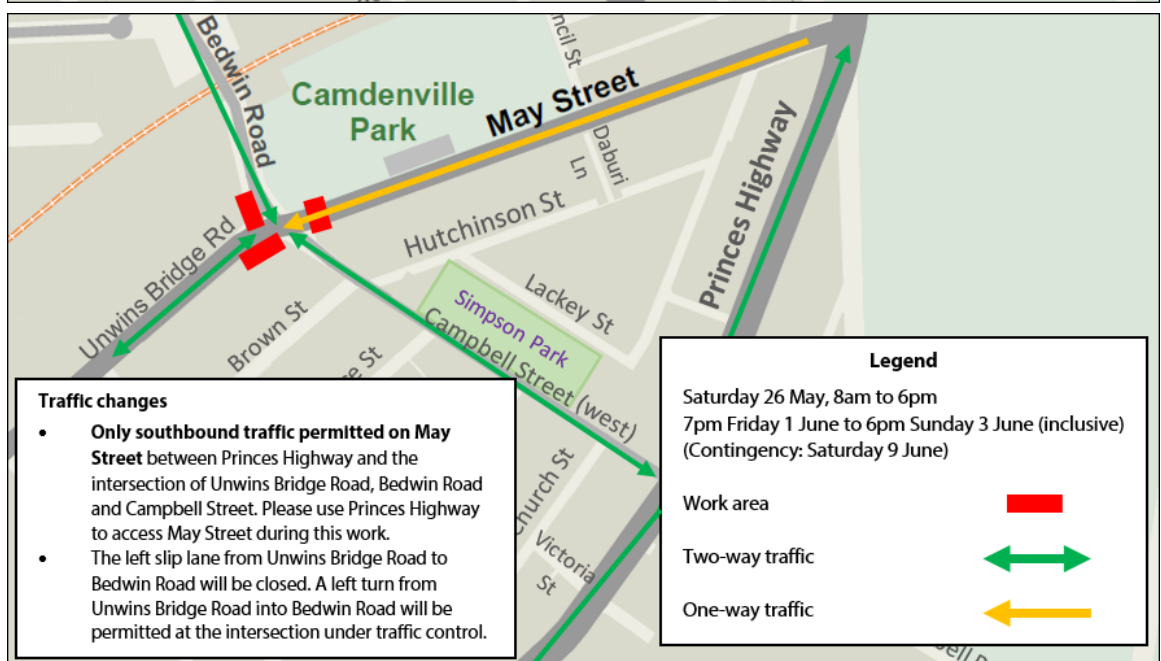 Bedwin Road
Camdenville
Park
May Street
Daburi
Ln
Princes Highway
Hutchinson St
Unwins Bridge Rd
Brown St
Lackey St
Simpson Park
Campbell Street (west)
St
Victoria
St
Traffic changes
• Only southbound traffic permitted on May
Street between Princes Highway and the
intersection of Unwins Bridge Road, Bedwin Road
and Campbell Street. Please use Princes Highway
to access May Street during this work.
• The left slip lane from Unwins Bridge Road to
Bedwin Road will be closed. A left turn from
Unwins Bridge Road into Bedwin Road will be
permitted at the intersection under traffic control.
Legend
Saturday 26 May, 8am to 6pm
7pm Friday 1 June to 6pm Sunday 3 June (inclusive)
(Contingency: Saturday 9 June)
Work area
Two-way traffic
One-way traffic